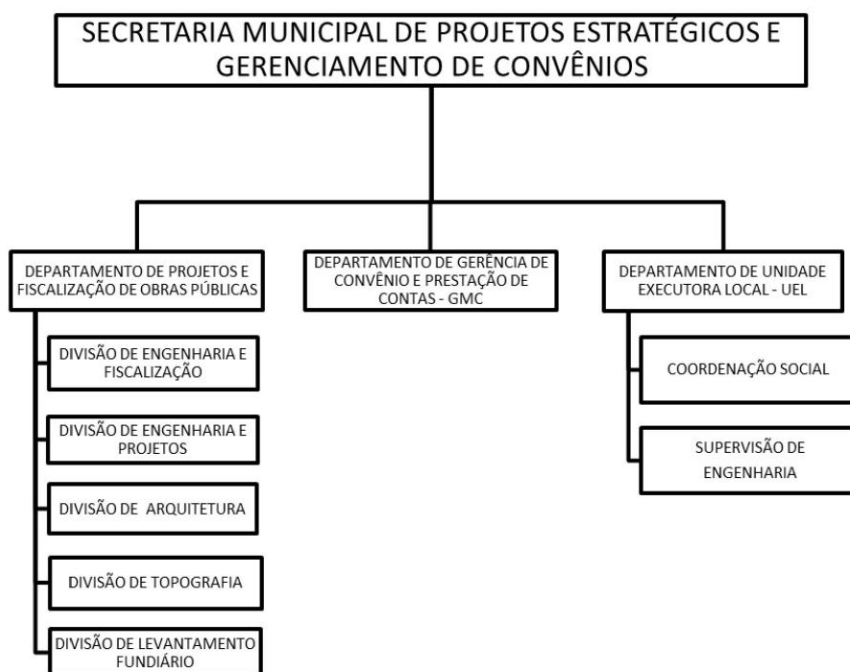 SECRETARIA MUNICIPAL DE PROJETOS ESTRATÉGICOS E
GERENCIAMENTO DE CONVÊNIOS
DEPARTAMENTO DE PROJETOS E
FISCALIZAÇÃO DE OBRAS PÚBLICAS
DIVISÃO DE ENGENHARIA E
FISCALIZAÇÃO
DIVISÃO DE ENGENHARIA E
PROJETOS
DIVISÃO DE ARQUITETURA
DIVISÃO DE TOPOGRAFIA
DIVISÃO DE LEVANTAMENTO
FUNDIÁRIO
DEPARTAMENTO DE GERÊNCIA DE
CONVÊNIO E PRESTAÇÃO DE
CONTAS - GMC
DEPARTAMENTO DE UNIDADE
EXECUTORA LOCAL - UEL
COORDENAÇÃO SOCIAL
SUPERVISÃO DE
ENGENHARIA